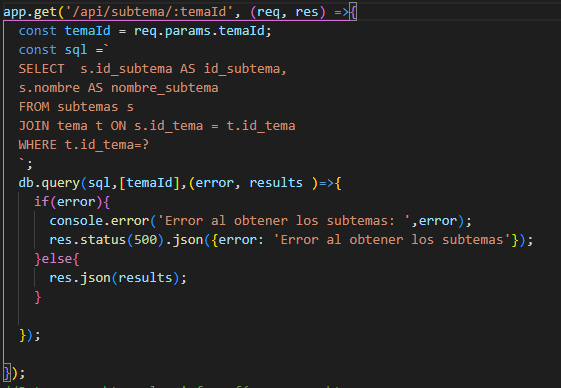 app.get('/api/subtema/:temaId', (req, res) =>{
const temaId = req.params.temaId;
const sql =`
SELECT  s.id_subtema AS id_subtema,
s.nombre AS nombre_subtema
FROM subtemas s
JOIN tema t ON s.id_tema = t.id_tema
WHERE t.id_tema=?
`;
db.query(sql,[temaId],(error, results )=>{
if(error){
console.error('Error al obtener los subtemas: ',error);
res.status(500).json({error: 'Error al obtener los subtemas'});
}else{
res.json(results);
}
});
});